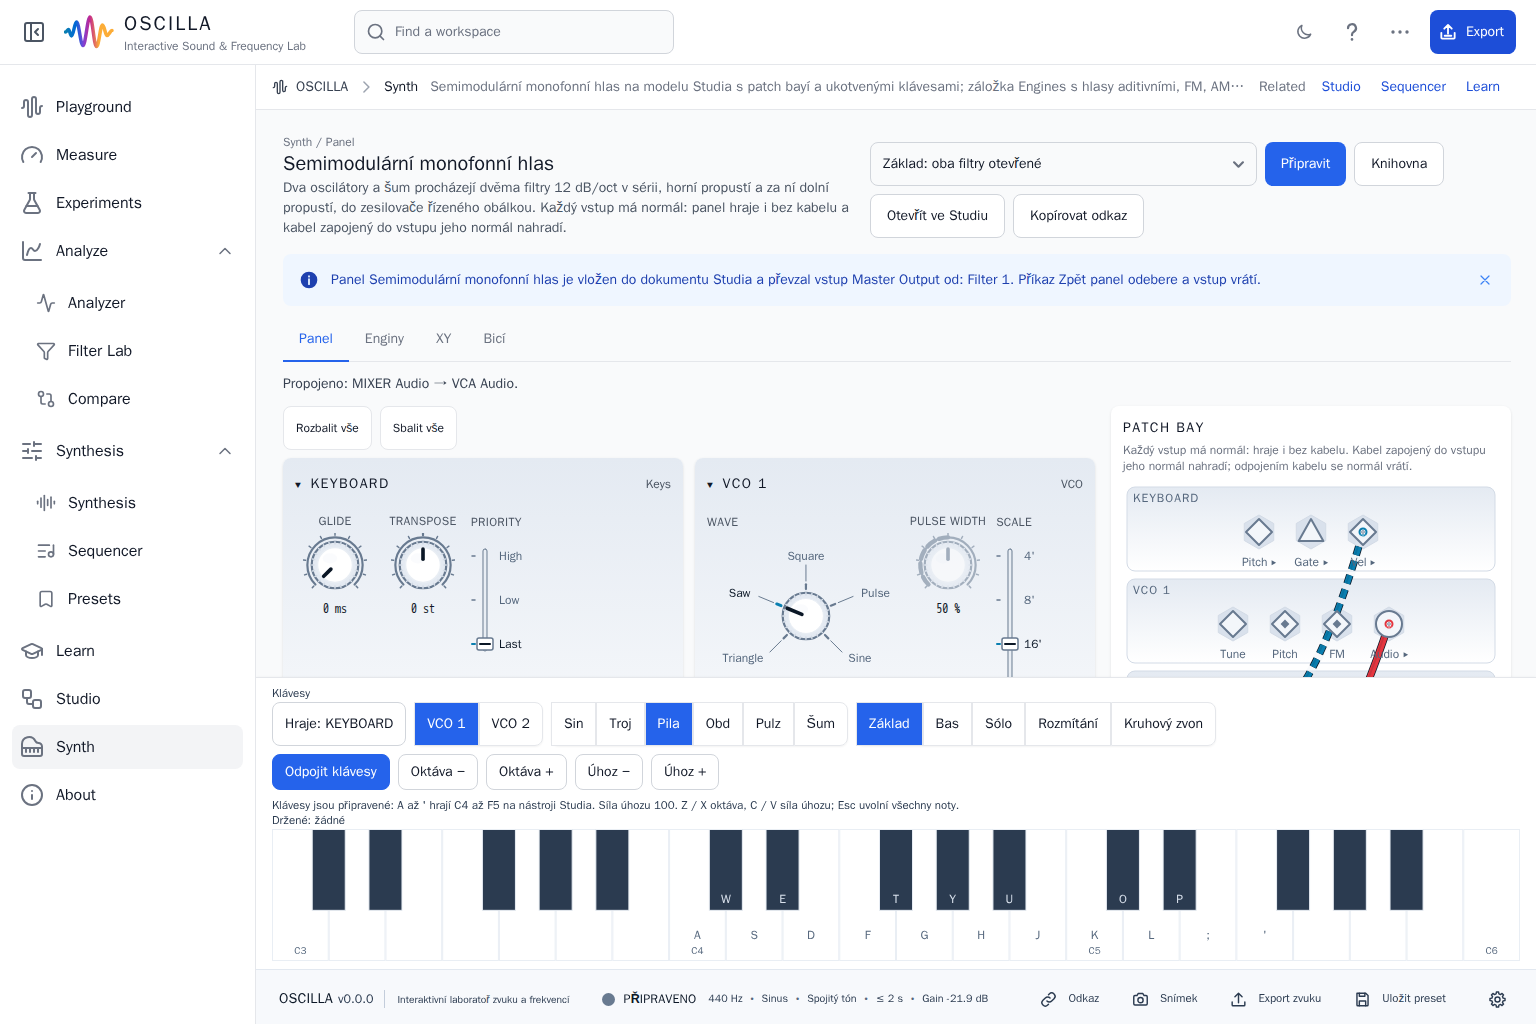 OSCILLA
Interactive Sound & Frequency Lab
Find a workspace
?
Export
Playground
Measure
Experiments
Analyze
Analyzer
Filter Lab
Compare
Synthesis
Synthesis
Sequencer
Presets
Learn
Studio
Synth
About
OSCILLA
Synth
Semimodulární monofonní hlas na modelu Studia s patch bayí a ukotvenými klávesami; záložka Engines s hlasy aditivními, FM, AM…
Related
Studio
Sequencer
Learn
Synth / Panel
Semimodulární monofonní hlas
Dva oscilátory a šum procházejí dvěma filtry 12 dB/oct v sérii, horní propustí a za ní dolní
propustí, do zesilovače řízeného obálkou. Každý vstup má normál: panel hraje i bez kabelu a
kabel zapojený do vstupu jeho normál nahradí.
Základ: oba filtry otevřené
Připravit
Knihovna
Otevřít ve Studiu
Kopírovat odkaz
Panel Semimodulární monofonní hlas je vložen do dokumentu Studia a převzal vstup Master Output od: Filter 1. Příkaz Zpět panel odebere a vstup vrátí.
Panel
Enginy
XY
Bicí
Propojeno: MIXER Audio → VCA Audio.
Rozbalit vše
Sbalit vše
▾ KEYBOARD
Keys
GLIDE
TRANSPOSE
PRIORITY
High
Low
Last
0 ms
0 st
▾ VCO 1
VCO
WAVE
Square
Saw
Pulse
Triangle
Sine
PULSE WIDTH
50 %
SCALE
4'
8'
16'
PATCH BAY
Každý vstup má normál: hraje i bez kabelu. Kabel zapojený do vstupu
jeho normál nahradí; odpojením kabelu se normál vrátí.
KEYBOARD
Pitch ▸
Gate ▸
VCO 1
Tune
Pitch
FM
Klávesy
Hraje: KEYBOARD
VCO 1
VCO 2
Sin
Troj
Pila
Obd
Pulz
Šum
Základ
Bas
Sólo
Rozmítání
Kruhový zvon
Odpojit klávesy
Oktáva −
Oktáva +
Úhoz −
Úhoz +
Klávesy jsou připravené: A až ' hrají C4 až F5 na nástroji Studia. Síla úhozu 100. Z / X oktáva, C / V síla úhozu; Esc uvolní všechny noty.
Držené: žádné
W
E
T
Y
U
O
P
A
S
D
F
G
H
J
K
L
;
'
C3
C4
C5
C6
OSCILLA v0.0.0
Interaktivní laboratoř zvuku a frekvencí
PŘIPRAVENO
440 Hz • Sinus • Spojitý tón • ≤ 2 s • Gain -21.9 dB
Odkaz
Snímek
Export zvuku
Uložit preset